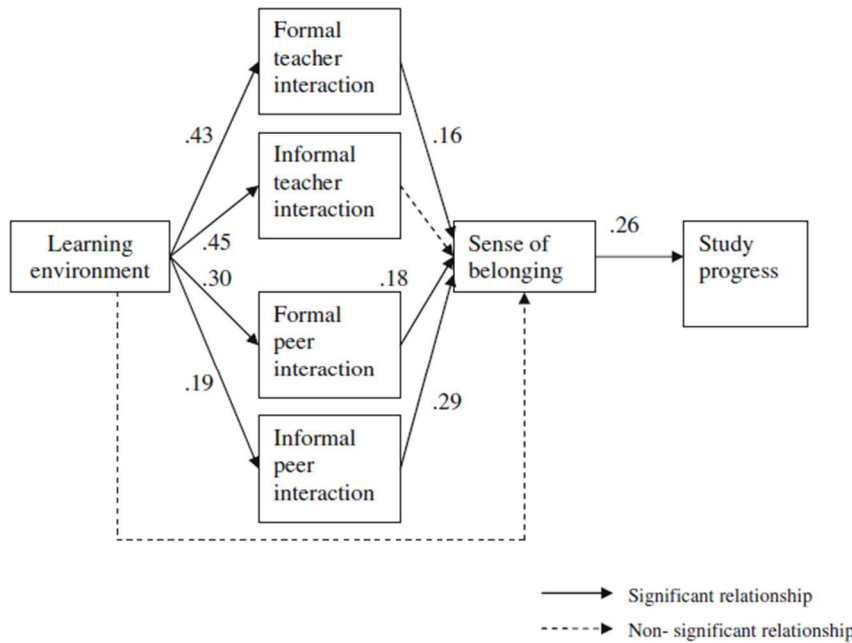 Formal
teacher
interaction
.43
.16
Informal
teacher
interaction
Learning
environment
.45
.30
.18
Sense of
belonging
.26
Study
progress
Formal
peer
interaction
.19
.29
Informal
peer
interaction
Significant relationship
Non- significant relationship